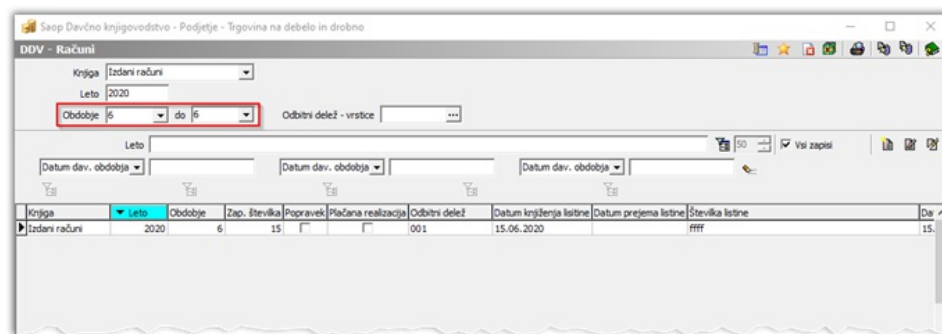 Saop Davčno knjigovodstvo - Podjetje - Trgovina na debelo in drobno
DDV - Računi
Knjiga Izdani računi
Leto 2020
Obdobje 6 do 6 Odbitni delež - vrstice
Leto 50 Vsi zapisi
Datum dav. obdobja Datum dav. obdobja Datum dav. obdobja
Knjiga Leto Obdobje Zap. številka Popravek Plačana realizacija Odbitni delež Datum knjiženja lisitine Datum prejema listine Številka listine Da
Izdani računi 2020 6 15 001 15.06.2020 ffff 15.